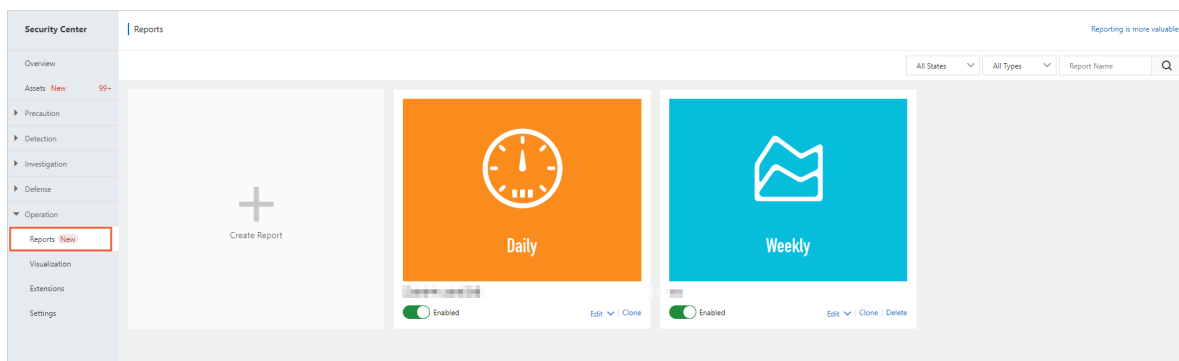 Security Center
Reports
Reporting is more valuable
Overview
All States
All Types
Report Name
Assets New 99+
Precaution
Detection
Investigation
Defense
Operation
Reports New
Visualization
Extensions
Settings
Create Report
Daily
Enabled
Edit
Clone
Weekly
Enabled
Edit
Clone
Delete